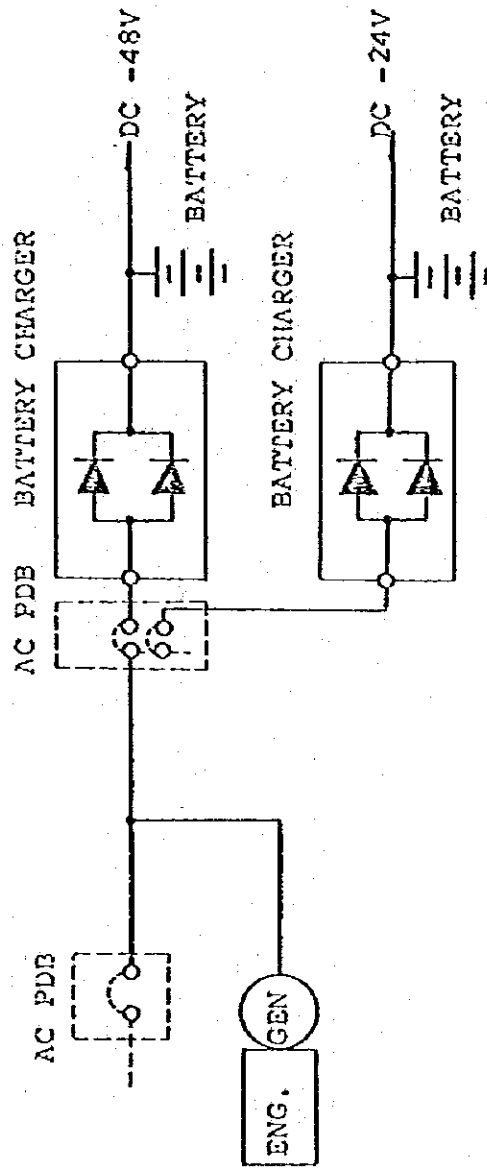 AC PDB
ENG.
GEN
AC PDB
BATTERY CHARGER
BATTERY
DC -48V
BATTERY CHARGER
BATTERY
DC -24V